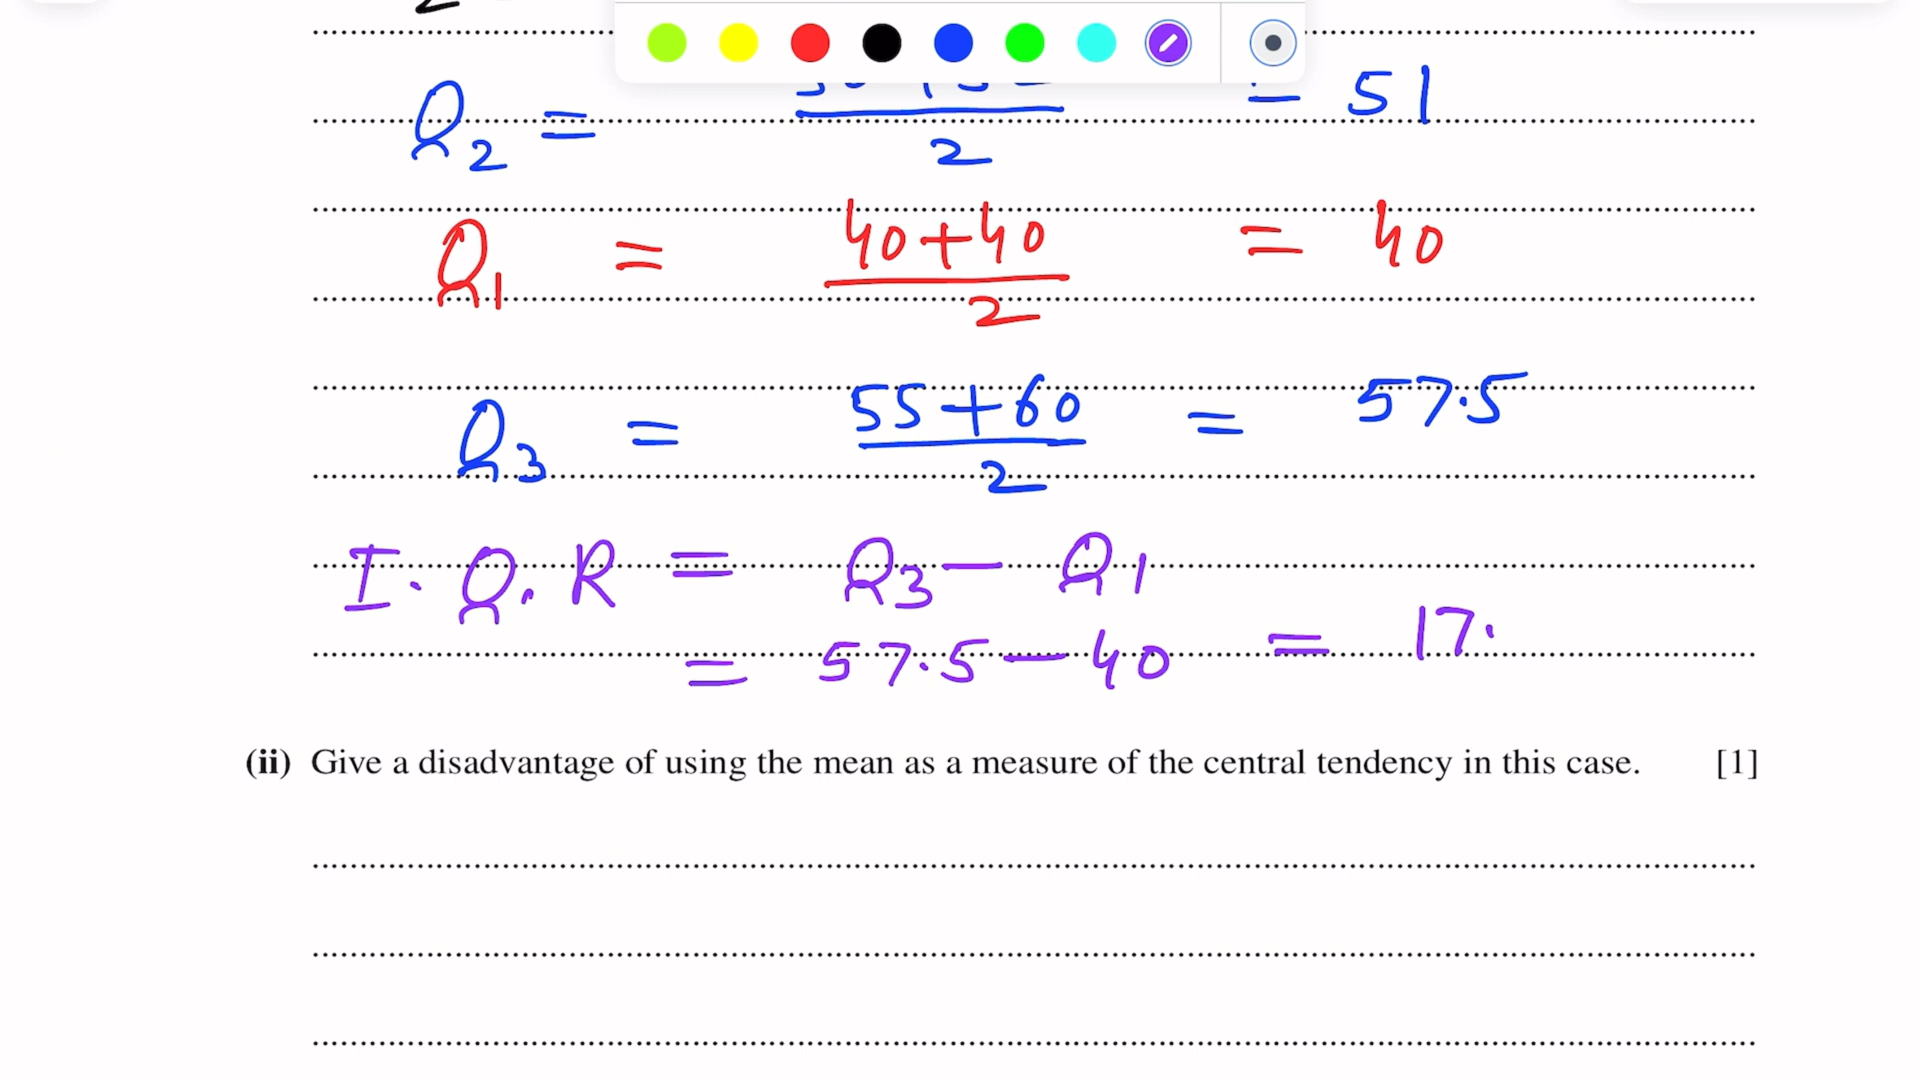 Q2 = / 2 = 51
Q1 = 40+40 / 2 = 40
Q3 = 55+60 / 2 = 57.5
I.Q.R = Q3 - Q1
= 57.5 - 40 = 17.
(ii) Give a disadvantage of using the mean as a measure of the central tendency in this case. [1]